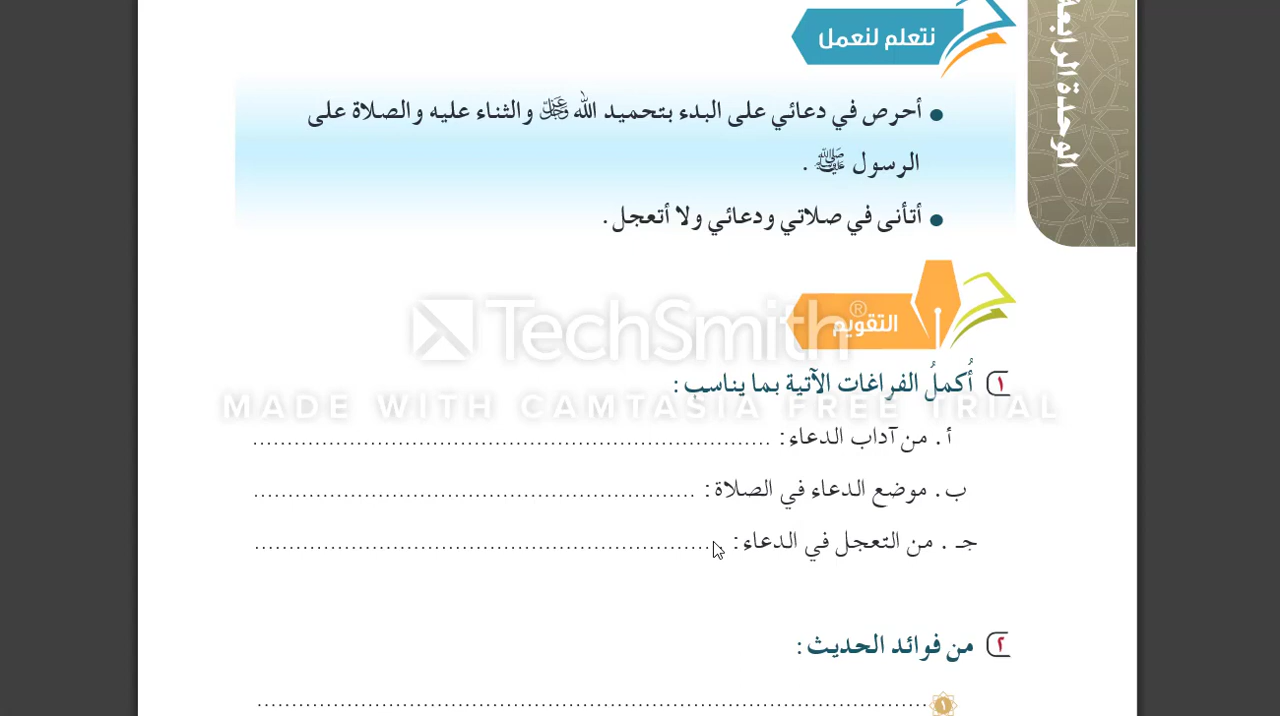 الوحدة الرابعة
نتعلم لنعمل
• أحرص في دعائي على البدء بتحميد الله ﷻ والثناء عليه والصلاة على
الرسول ﷺ .
• أتأنى في صلاتي ودعائي ولا أتعجل .
التقويم
TechSmith®
MADE WITH CAMTASIA FREE TRIAL
١ أُكملُ الفراغات الآتية بما يناسب :
أ . من آداب الدعاء : ..........................................................................
ب . موضع الدعاء في الصلاة : ...............................................................
جـ . من التعجل في الدعاء : ..................................................................
٢ من فوائد الحديث :
١ ................................................................................................